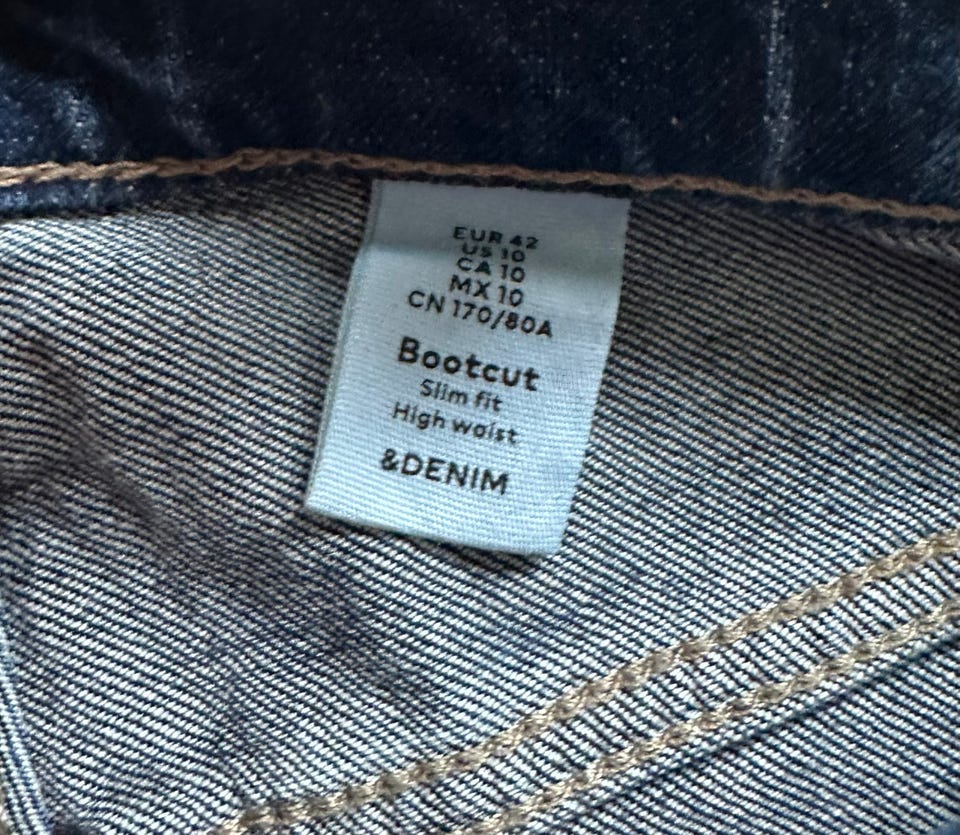 EUR 42
US 10
CA 10
MX 10
CN 170/80A
Bootcut
Slim fit
High waist
&DENIM